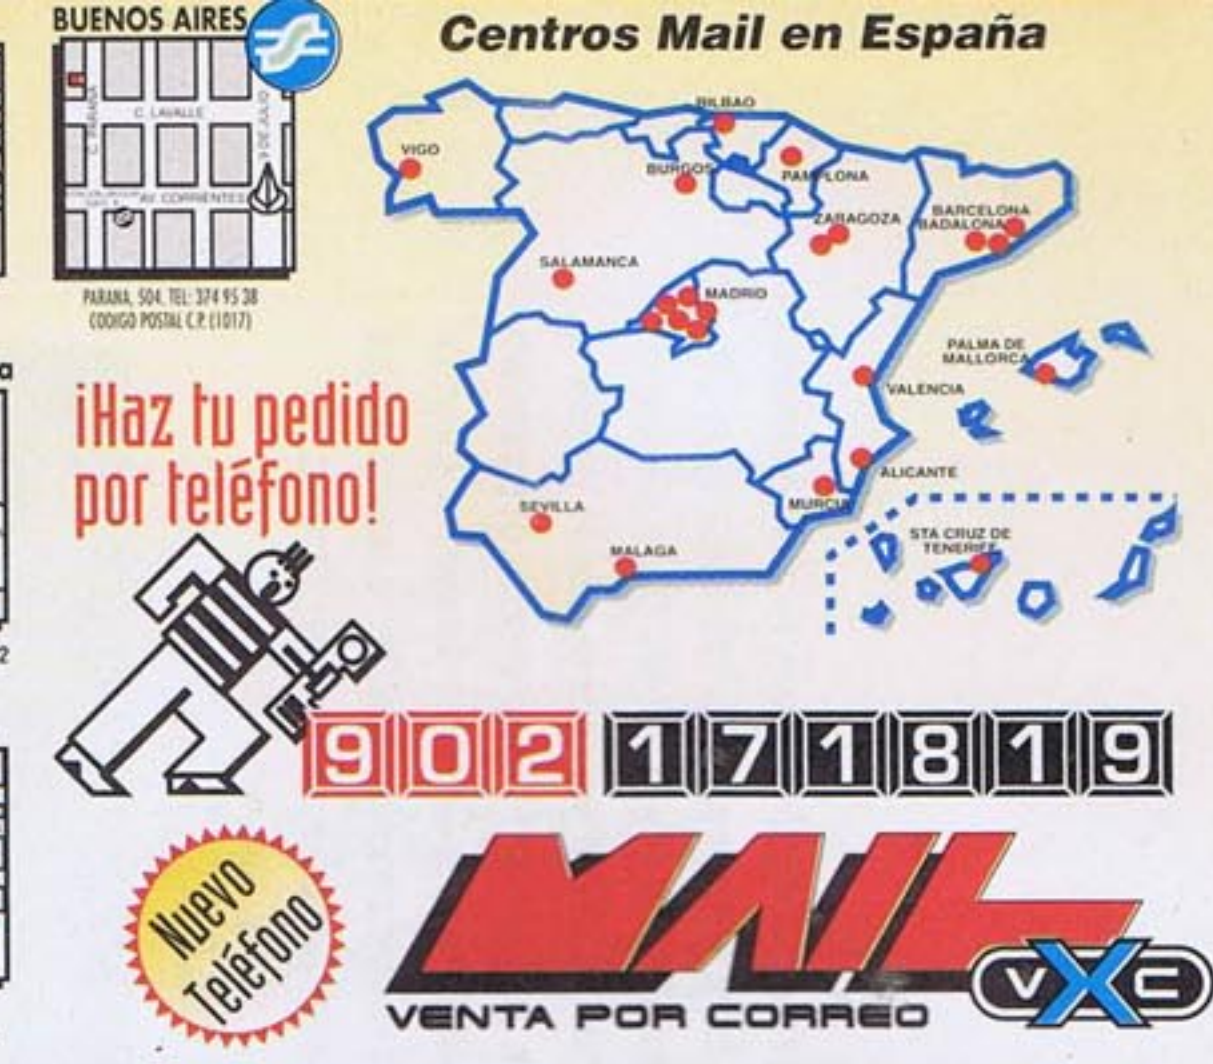 BUENOS AIRES
C. PARANA
C. LAVALLE
9 DE JULIO
AV. CORRIENTES
PARANA, 504. TEL: 374 95 38
CODIGO POSTAL C.P. (1017)
Centros Mail en España
BILBAO
VIGO
BURGOS
PAMPLONA
ZARAGOZA
BARCELONA
BADALONA
SALAMANCA
MADRID
PALMA DE
MALLORCA
VALENCIA
ALICANTE
MURCIA
SEVILLA
MALAGA
STA CRUZ DE
TENERIFE
¡Haz tu pedido
por teléfono!
902 171819
Nuevo
Teléfono
MAIL
VXC
VENTA POR CORREO
a
2